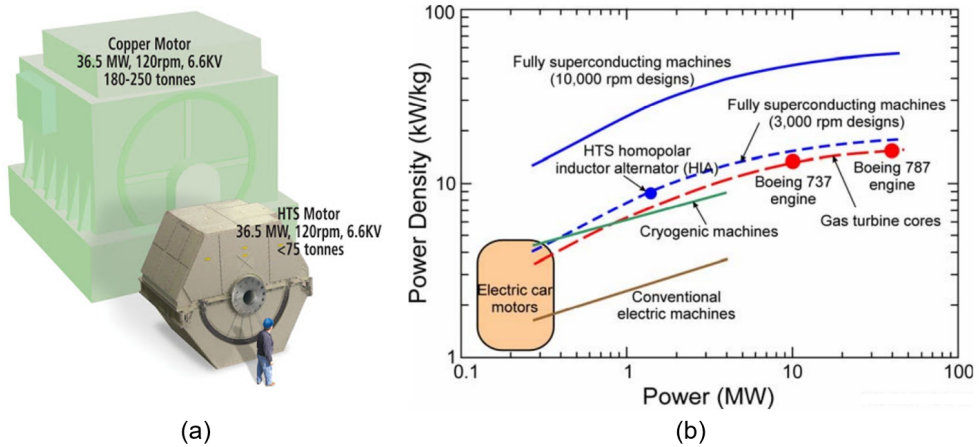 Copper Motor
36.5 MW, 120rpm, 6.6KV
180-250 tonnes
HTS Motor
36.5 MW, 120rpm, 6.6KV
<75 tonnes
(a)
100
10
1
Power Density (kW/kg)
Fully superconducting machines
(10,000 rpm designs)
Fully superconducting machines
(3,000 rpm designs)
HTS homopolar
inductor alternator (HIA)
Boeing 737
engine
Boeing 787
engine
Gas turbine cores
Cryogenic machines
Electric car
motors
Conventional
electric machines
0.1
1
10
100
Power (MW)
(b)